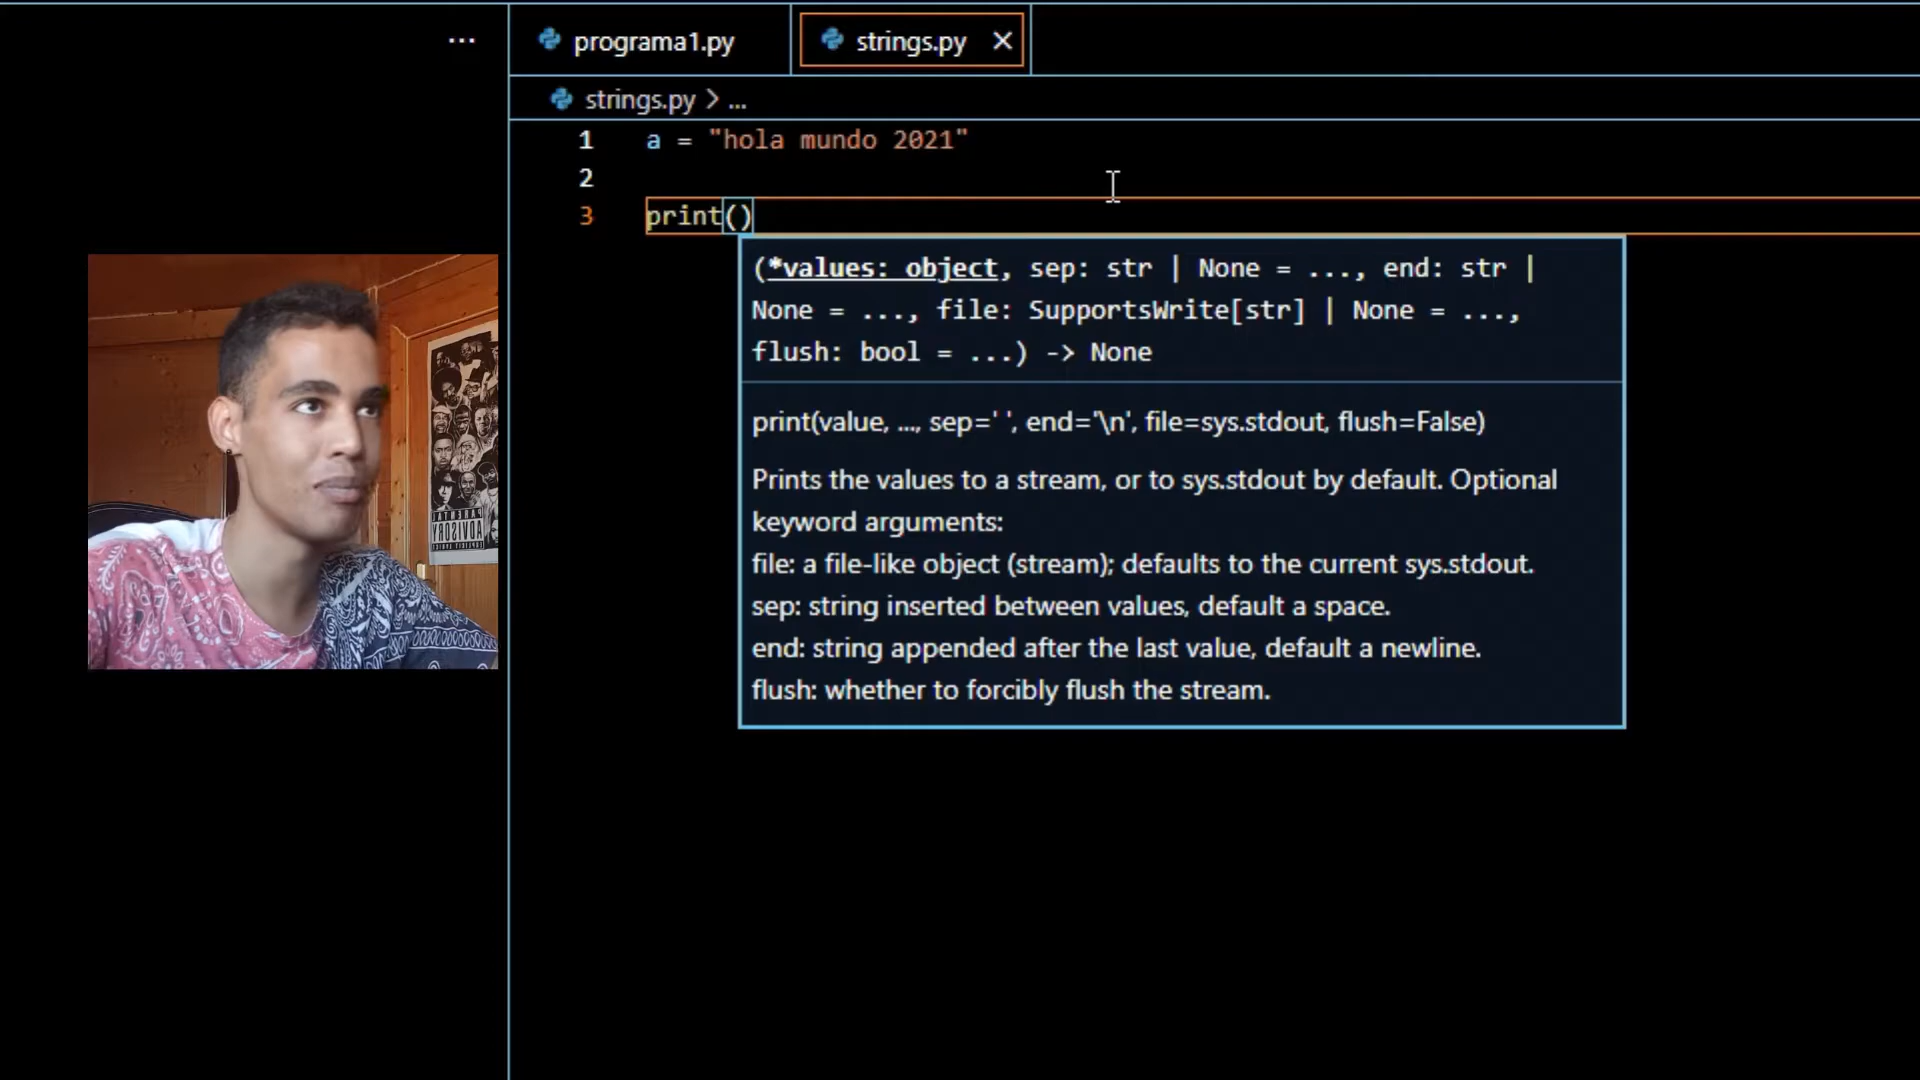 ...
programa1.py
strings.py
strings.py > ...
1 a = "hola mundo 2021"
2
3 print()
(*values: object, sep: str | None = ..., end: str |
None = ..., file: SupportsWrite[str] | None = ...,
flush: bool = ...) -> None
print(value, ..., sep=' ', end='\n', file=sys.stdout, flush=False)
Prints the values to a stream, or to sys.stdout by default. Optional
keyword arguments:
file: a file-like object (stream); defaults to the current sys.stdout.
sep: string inserted between values, default a space.
end: string appended after the last value, default a newline.
flush: whether to forcibly flush the stream.
PARENTAL
ADVISORY